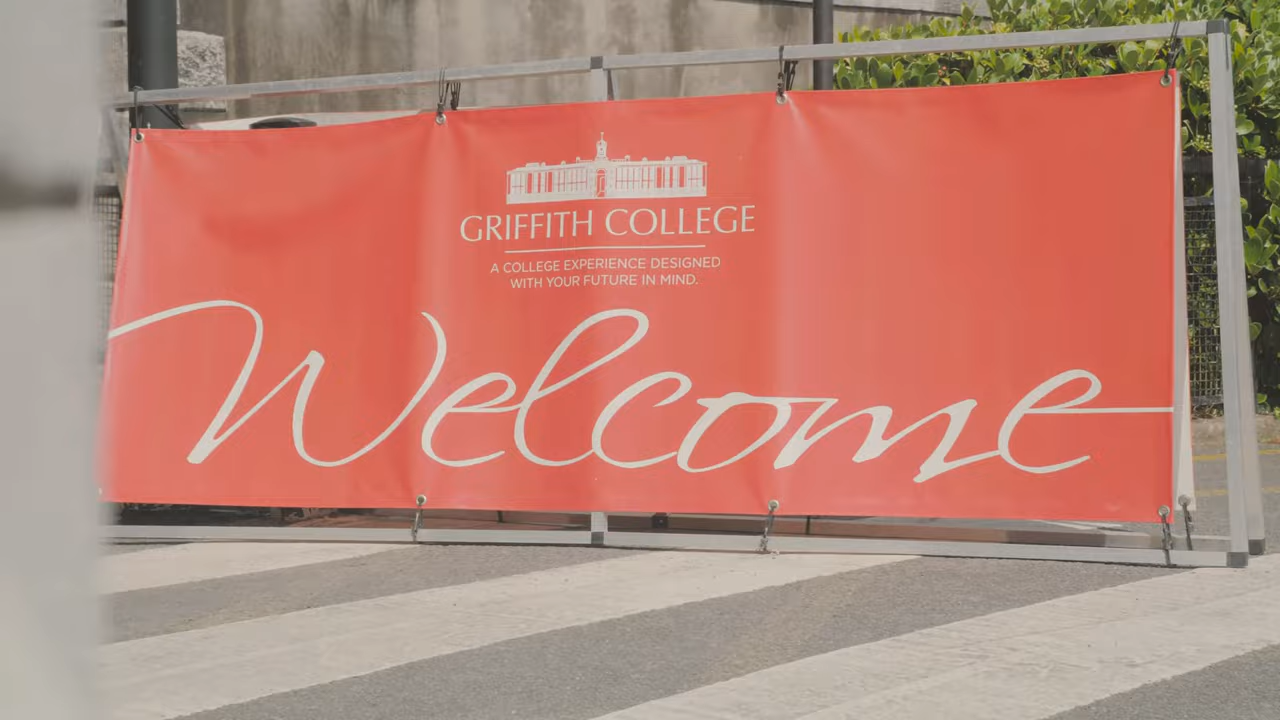 GRIFFITH COLLEGE
A COLLEGE EXPERIENCE DESIGNED
WITH YOUR FUTURE IN MIND.
Welcome